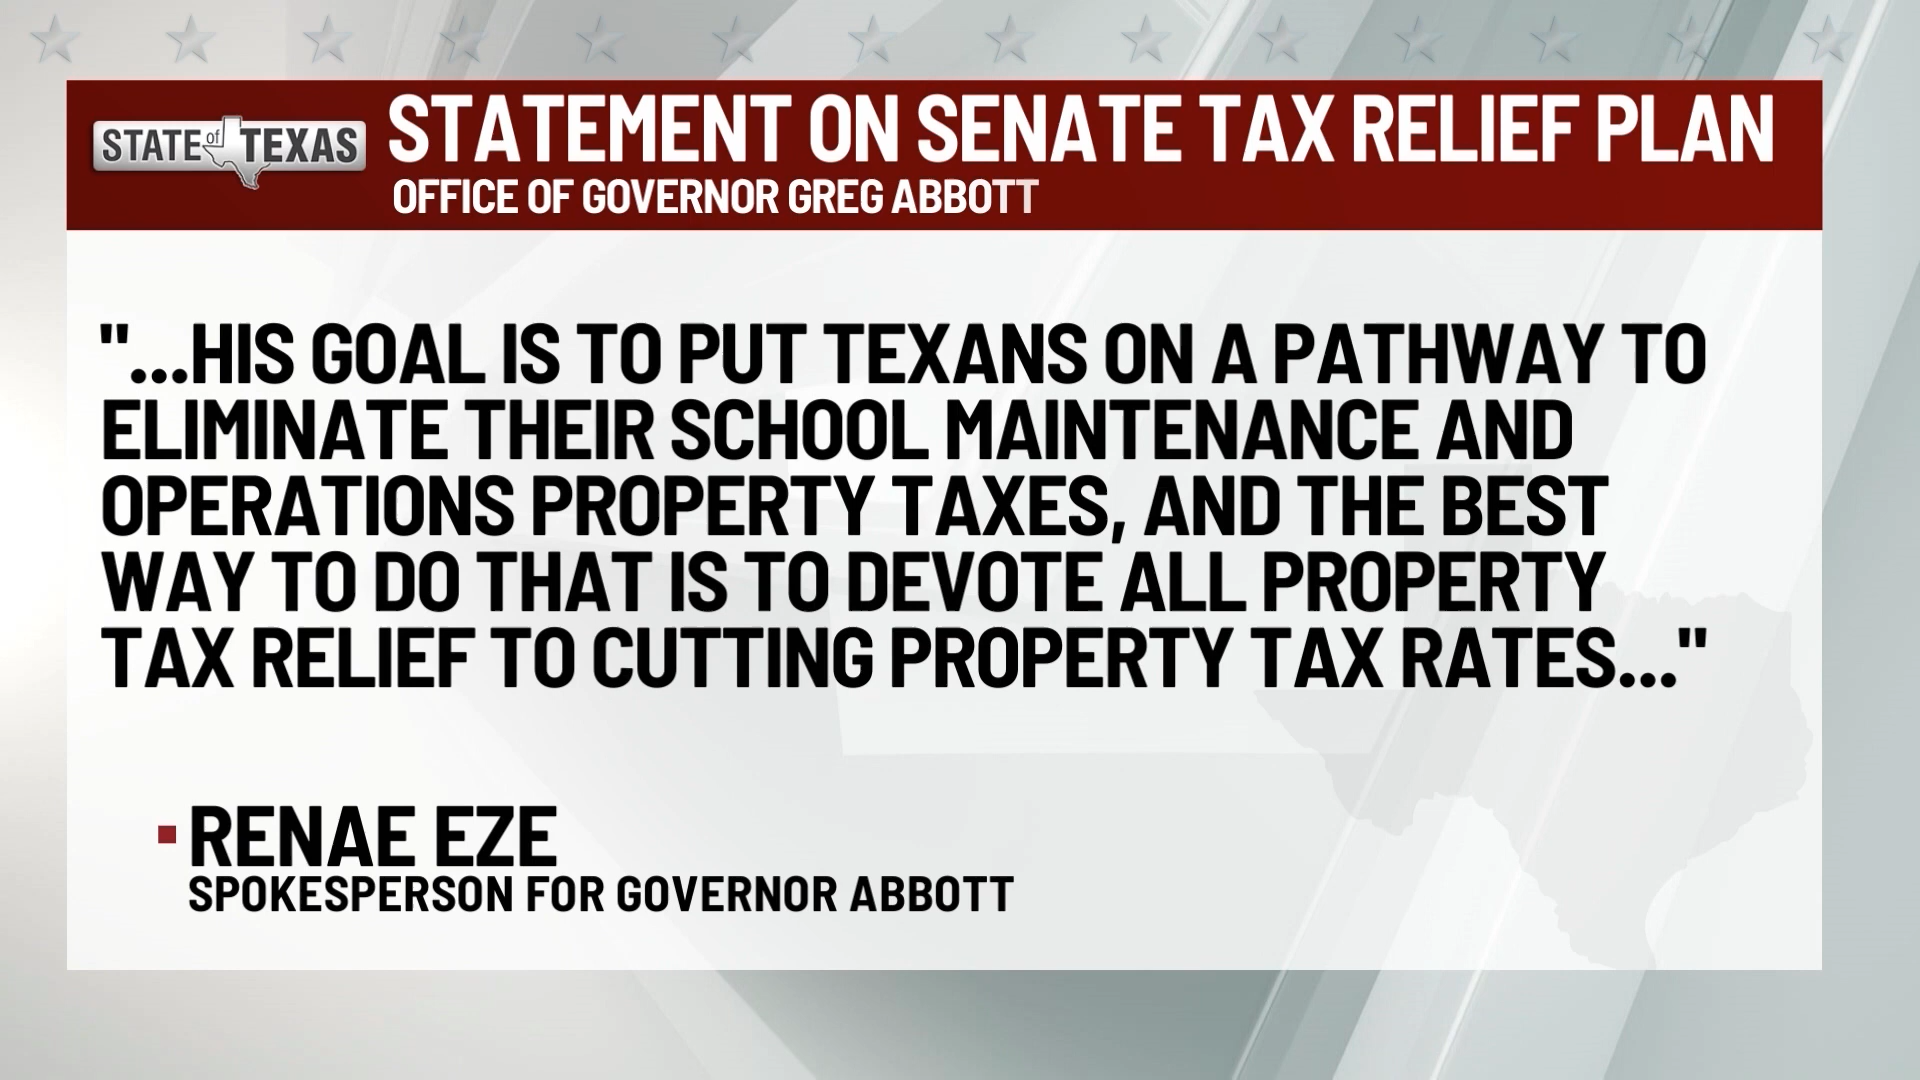 STATE of TEXAS
STATEMENT ON SENATE TAX RELIEF PLAN
OFFICE OF GOVERNOR GREG ABBOTT
"...HIS GOAL IS TO PUT TEXANS ON A PATHWAY TO
ELIMINATE THEIR SCHOOL MAINTENANCE AND
OPERATIONS PROPERTY TAXES, AND THE BEST
WAY TO DO THAT IS TO DEVOTE ALL PROPERTY
TAX RELIEF TO CUTTING PROPERTY TAX RATES..."
RENAE EZE
SPOKESPERSON FOR GOVERNOR ABBOTT